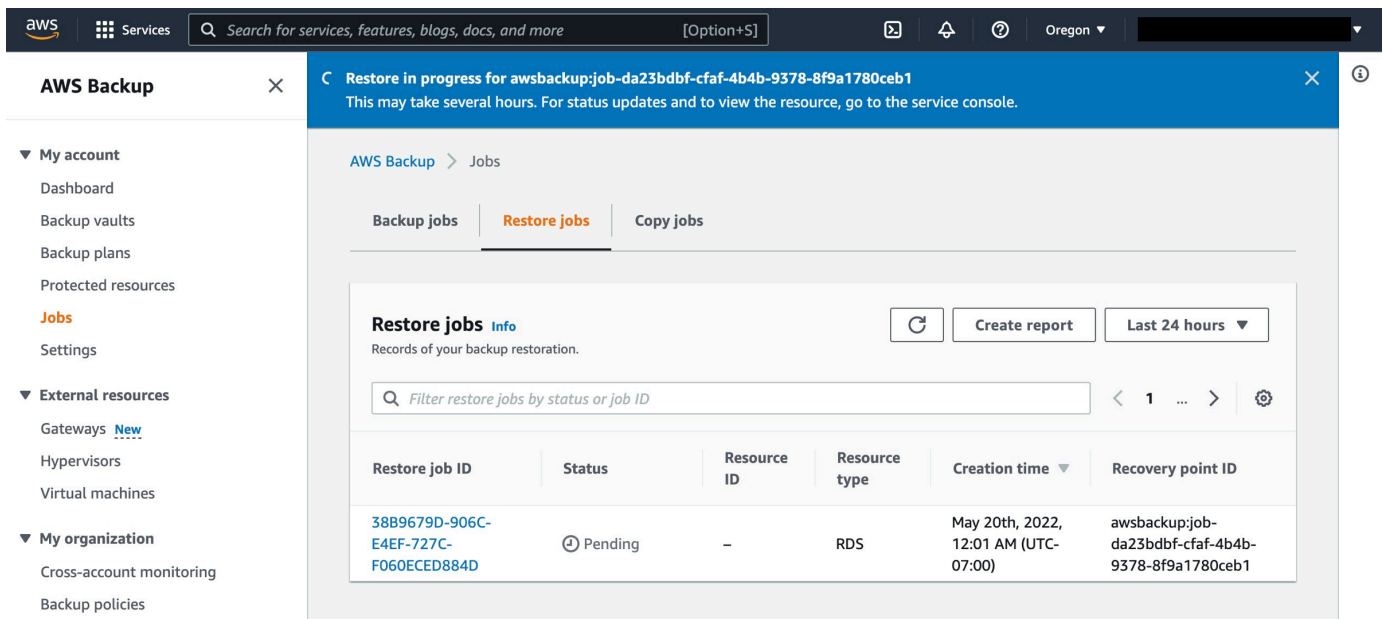 aws
Services
Search for services, features, blogs, docs, and more
[Option+S]
Oregon
AWS Backup
My account
Dashboard
Backup vaults
Backup plans
Protected resources
Jobs
Settings
External resources
Gateways New
Hypervisors
Virtual machines
My organization
Cross-account monitoring
Backup policies
Restore in progress for awsbackup:job-da23bdbf-cfaf-4b4b-9378-8f9a1780ceb1
This may take several hours. For status updates and to view the resource, go to the service console.
AWS Backup > Jobs
Backup jobs
Restore jobs
Copy jobs
Restore jobs Info
Records of your backup restoration.
Create report
Last 24 hours
Filter restore jobs by status or job ID
1 ...
Restore job ID
Status
Resource
ID
Resource
type
Creation time
Recovery point ID
38B9679D-906C-
E4EF-727C-
F060ECED884D
Pending
–
RDS
May 20th, 2022,
12:01 AM (UTC-
07:00)
awsbackup:job-
da23bdbf-cfaf-4b4b-
9378-8f9a1780ceb1